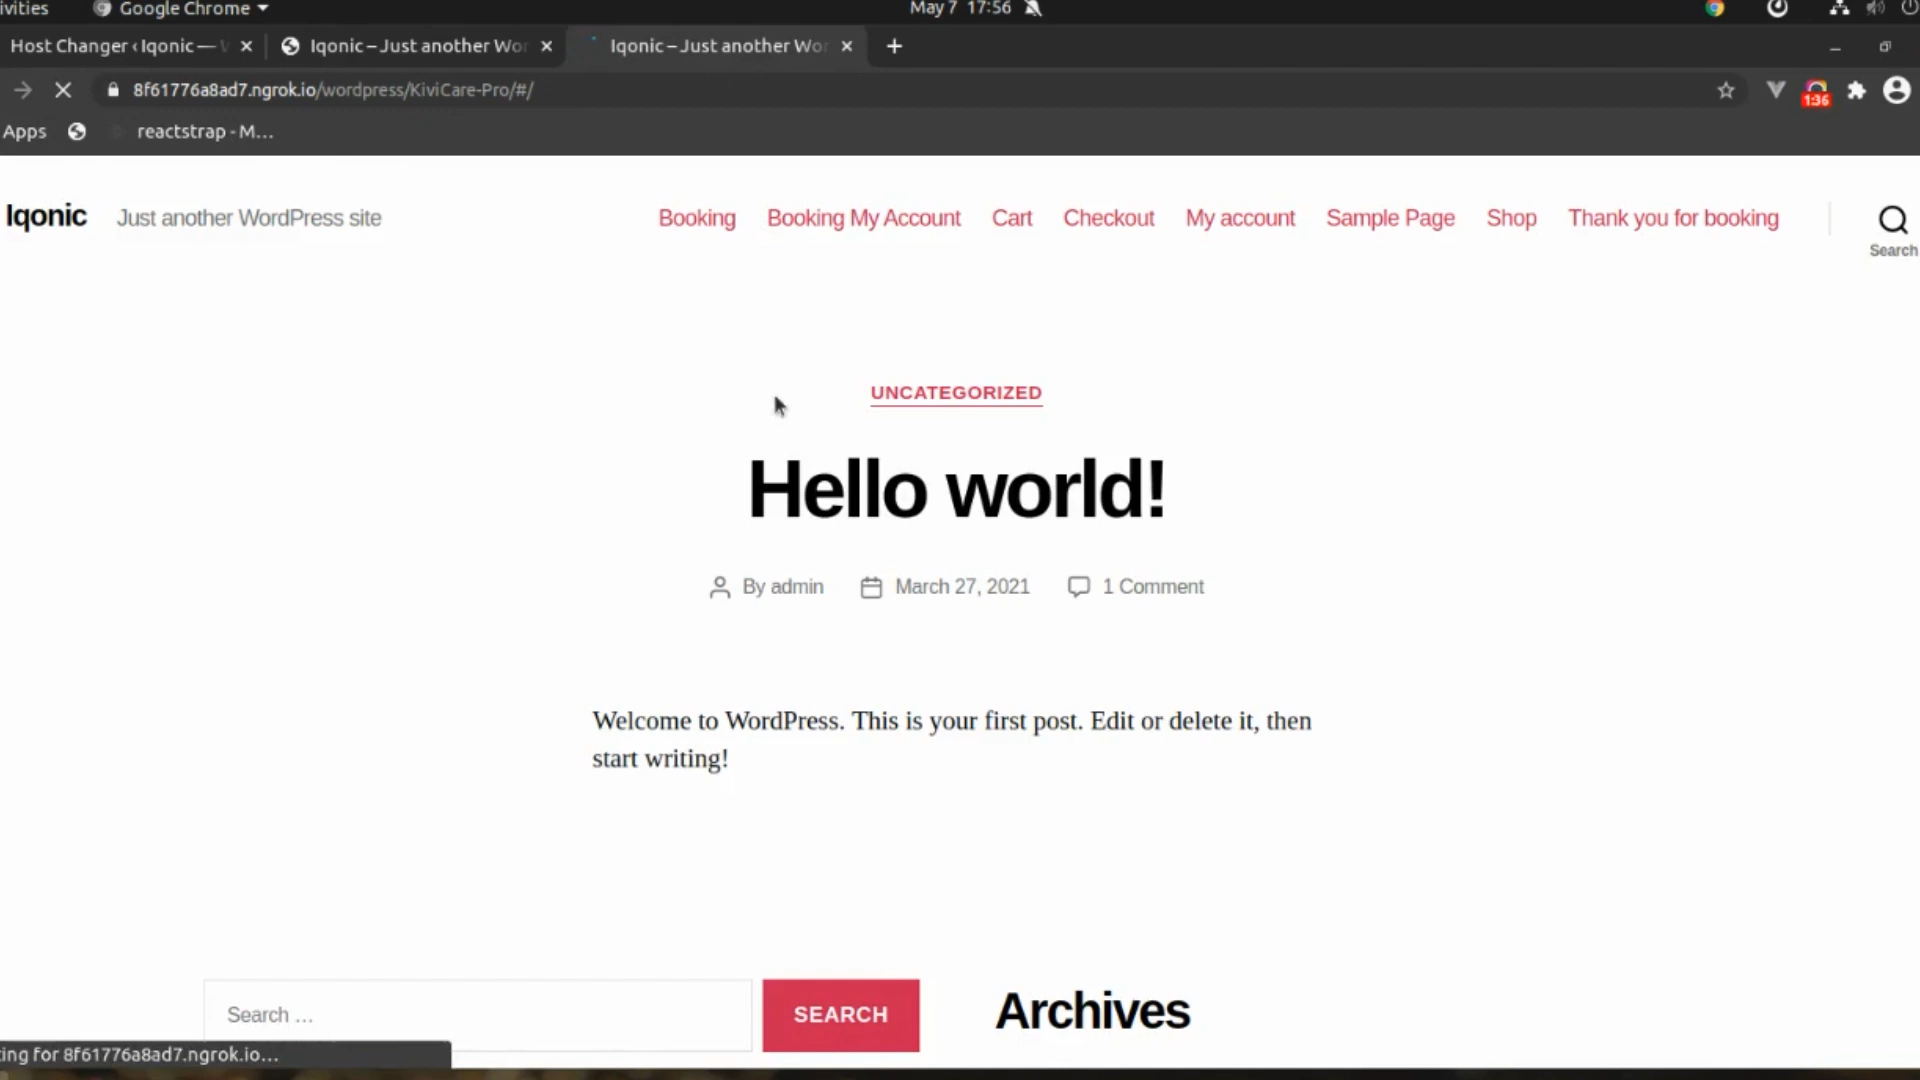 ivities Google Chrome May 7 17:56
Host Changer ‹ Iqonic — Iqonic – Just another Wor Iqonic – Just another Wor
8f61776a8ad7.ngrok.io/wordpress/KiviCare-Pro/#/ 1:36
Apps reactstrap - M...
Iqonic Just another WordPress site Booking Booking My Account Cart Checkout My account Sample Page Shop Thank you for booking
Search
UNCATEGORIZED
Hello world!
By admin March 27, 2021 1 Comment
Welcome to WordPress. This is your first post. Edit or delete it, then
start writing!
Search … SEARCH Archives
ing for 8f61776a8ad7.ngrok.io...